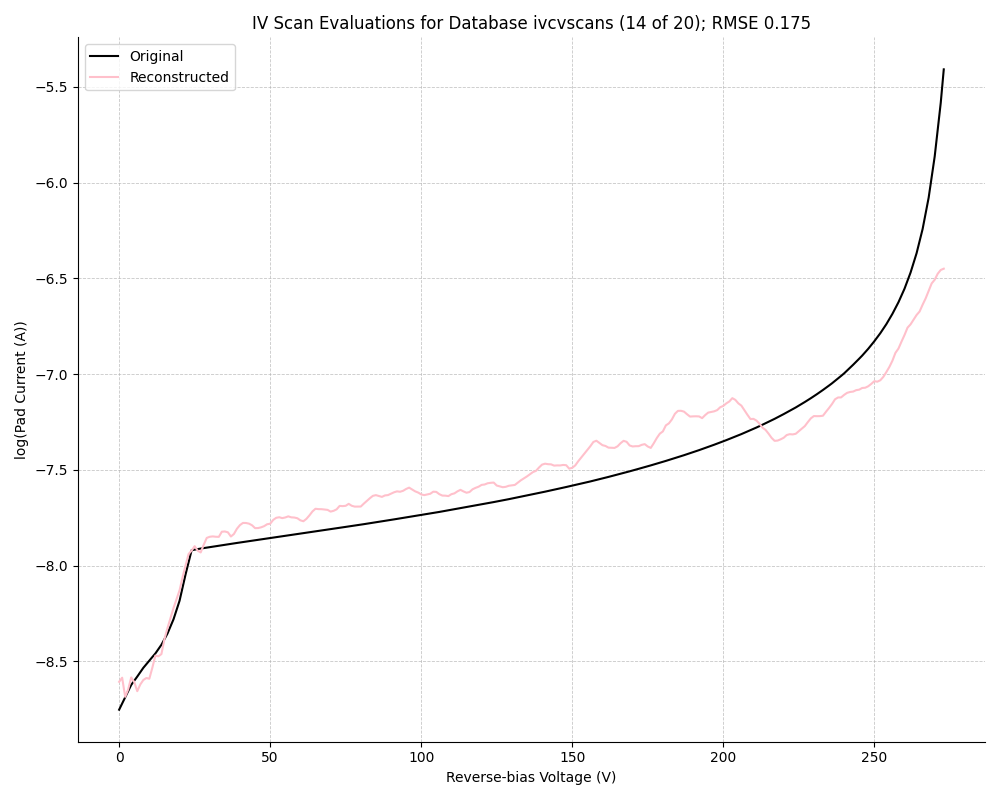 IV Scan Evaluations for Database ivcvscans (14 of 20); RMSE 0.175
Original
Reconstructed
log(Pad Current (A))
−5.5
−6.0
−6.5
−7.0
−7.5
−8.0
−8.5
0
50
100
150
200
250
Reverse-bias Voltage (V)